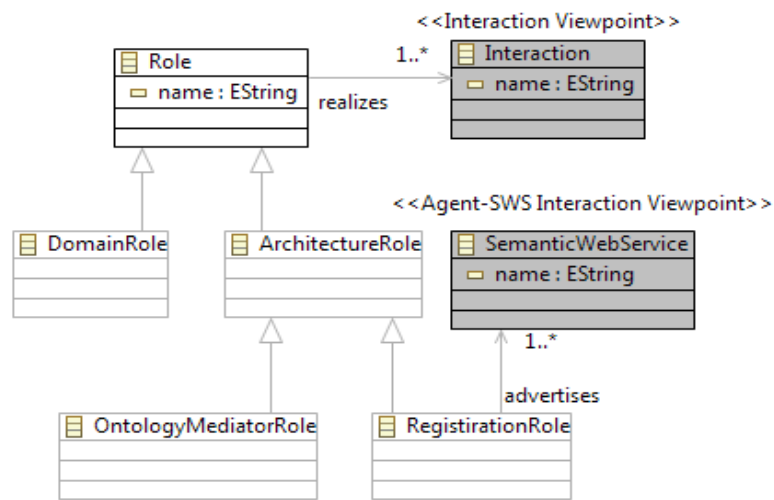 <<Interaction Viewpoint>>
Role
name : EString
1..*
realizes
Interaction
name : EString
<<Agent-SWS Interaction Viewpoint>>
DomainRole
ArchitectureRole
SemanticWebService
name : EString
1..*
advertises
OntologyMediatorRole
RegistirationRole